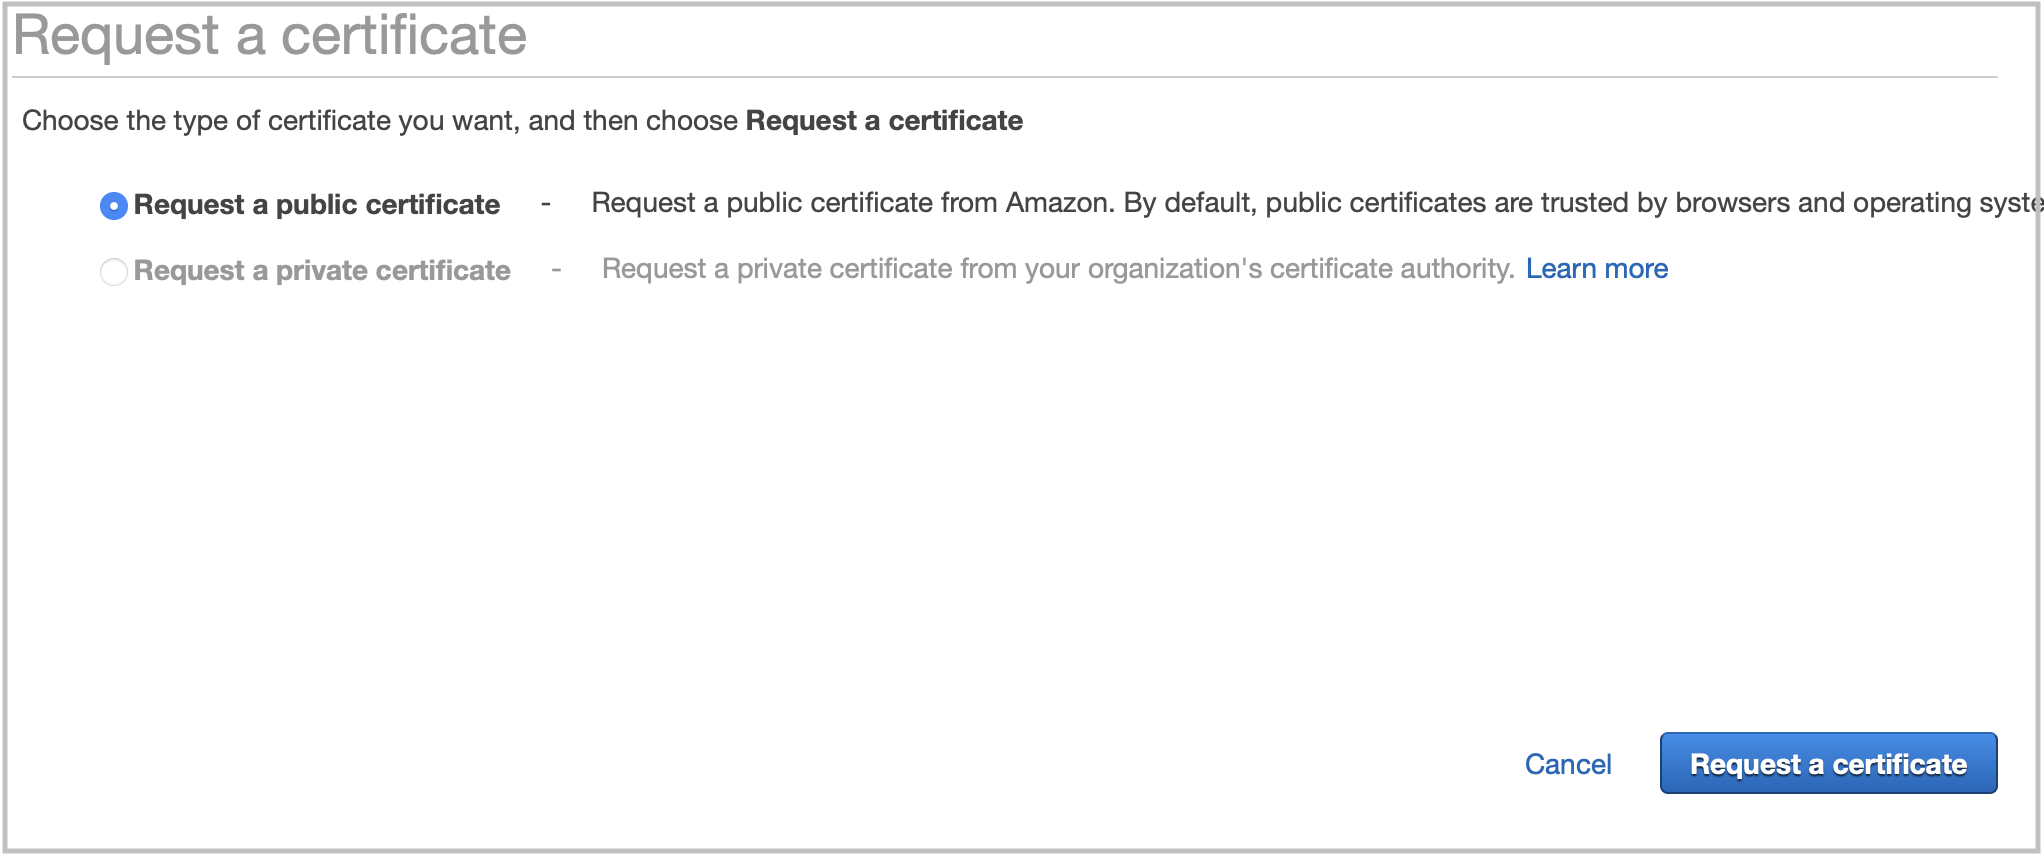 Request a certificate
Choose the type of certificate you want, and then choose Request a certificate
Request a public certificate - Request a public certificate from Amazon. By default, public certificates are trusted by browsers and operating syste
Request a private certificate - Request a private certificate from your organization's certificate authority. Learn more
Cancel Request a certificate